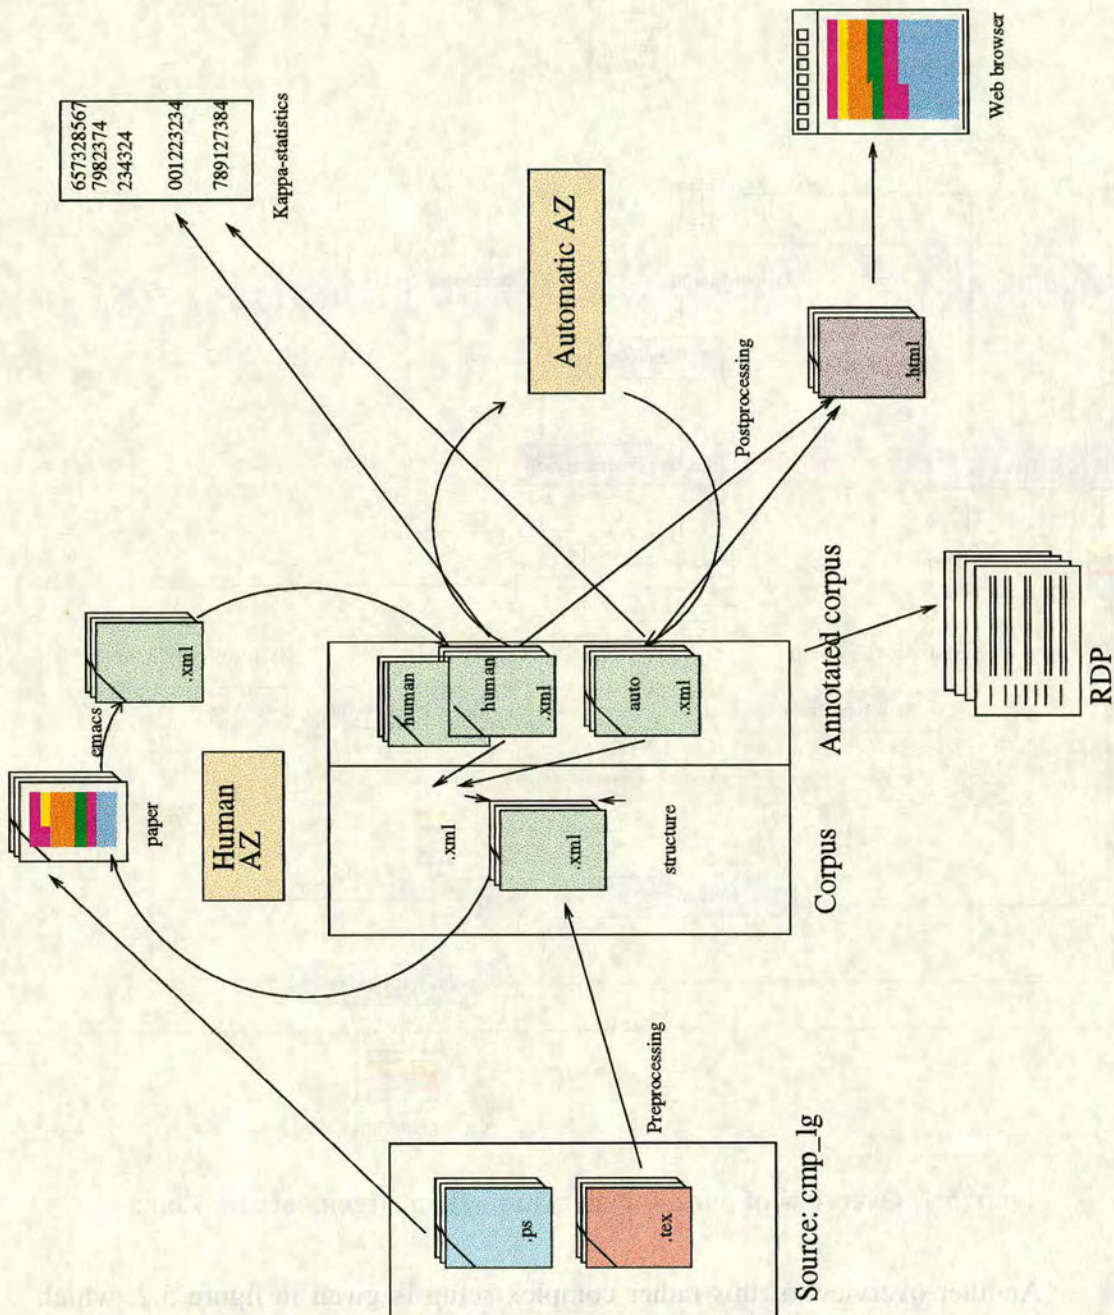 657328567
7982374
234324
001223234
789127384
Kappa-statistics
Web browser
Automatic AZ
Postprocessing
.html
emacs
.xml
paper
Human
AZ
human
human
.xml
auto
.xml
Annotated corpus
RDP
.xml
.xml
structure
Corpus
Preprocessing
.ps
.tex
Source: cmp_lg